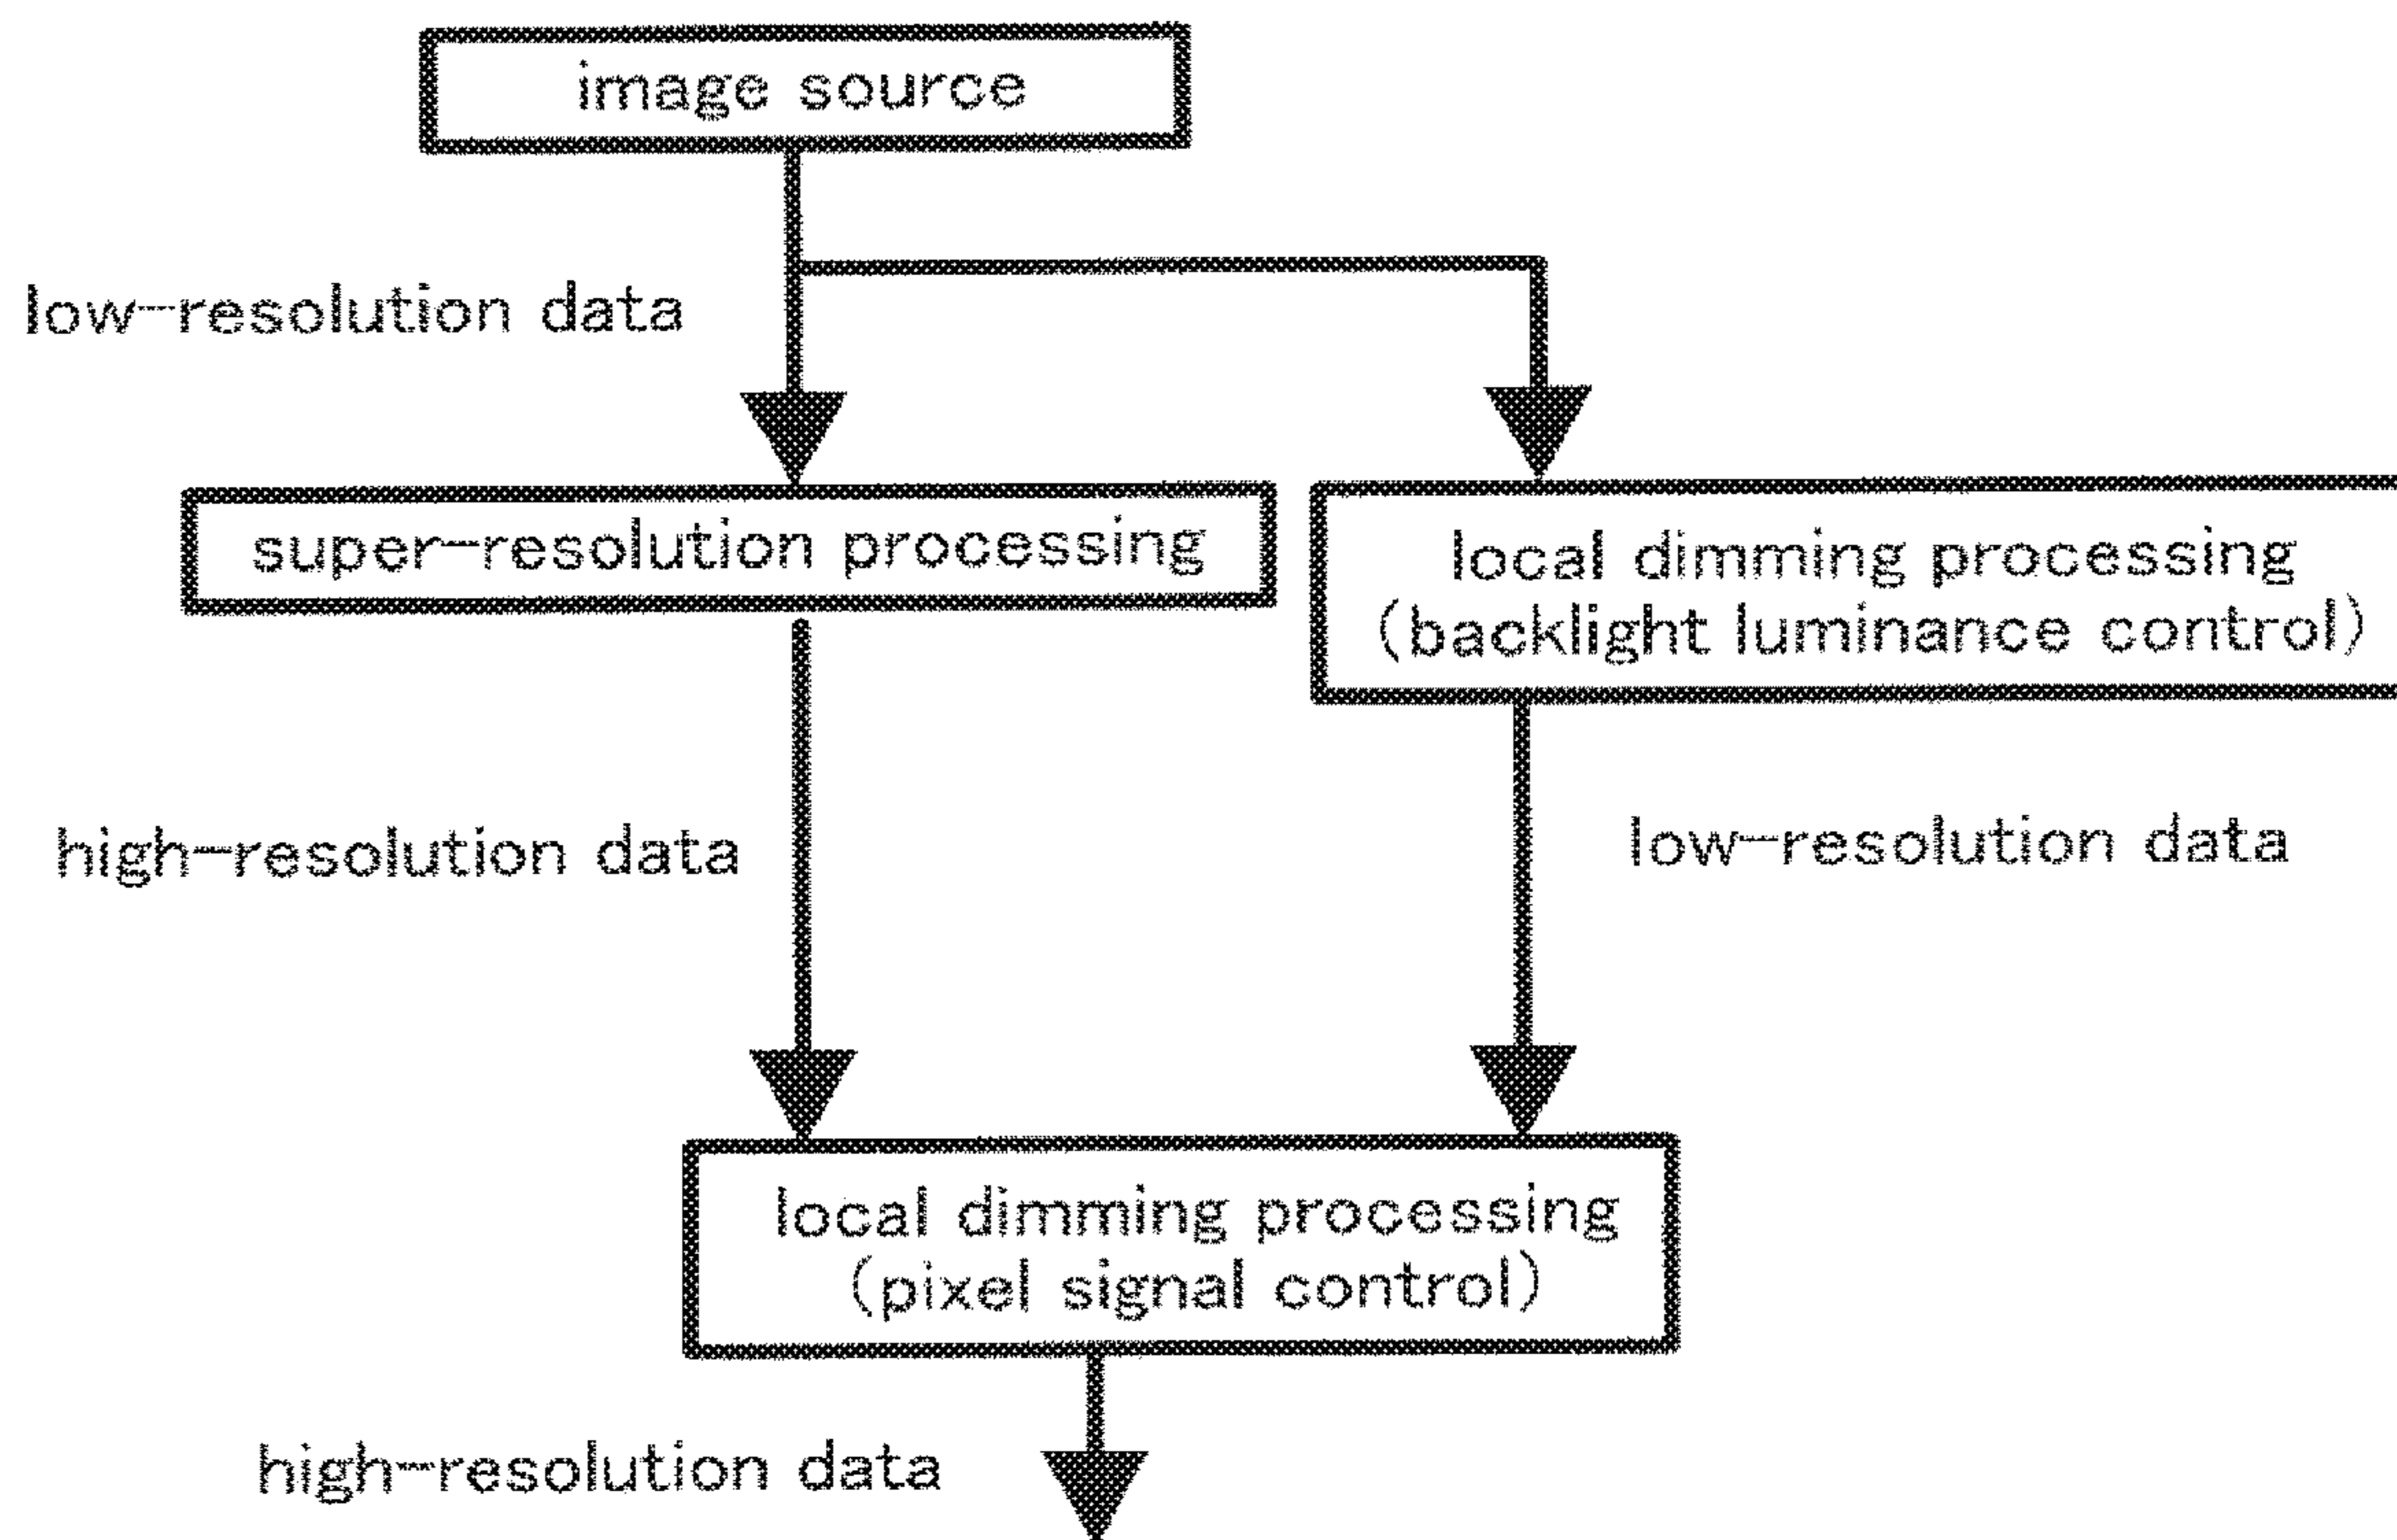 image source
low-resolution data
super-resolution processing
local dimming processing
(backlight luminance control)
high-resolution data
low-resolution data
local dimming processing
(pixel signal control)
high-resolution data